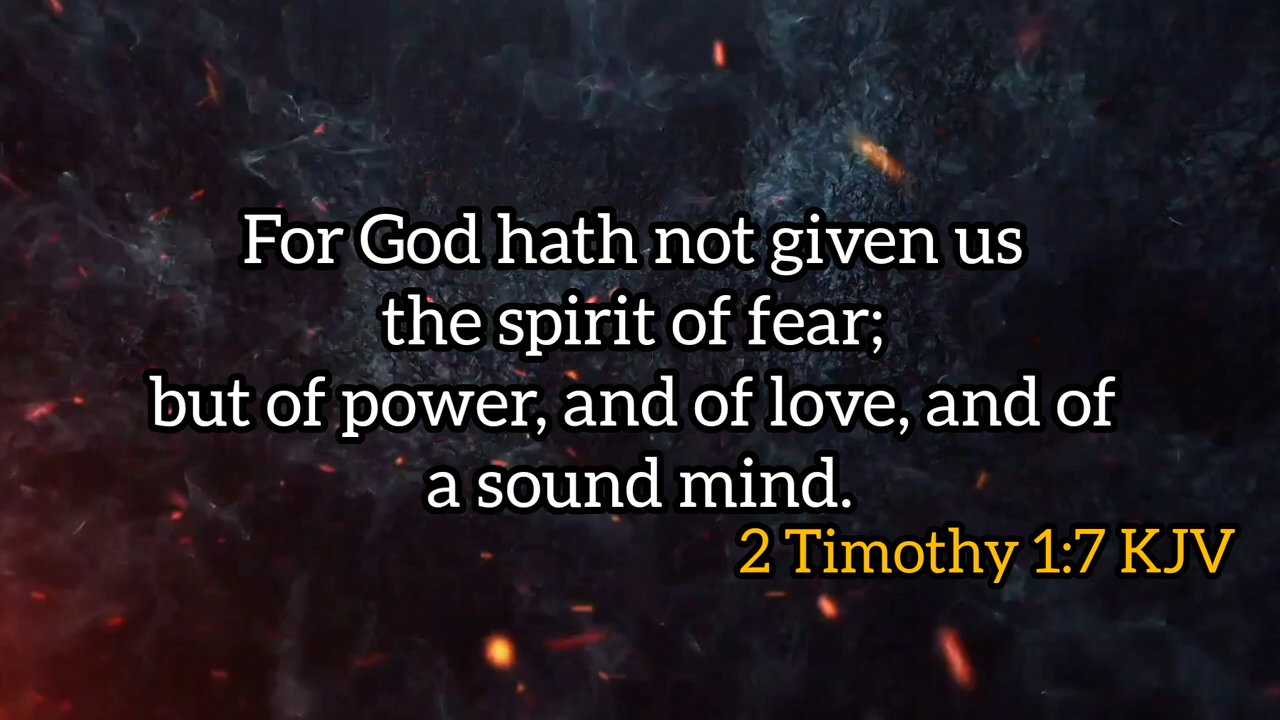 For God hath not given us
the spirit of fear;
but of power, and of love, and of
a sound mind.
2 Timothy 1:7 KJV